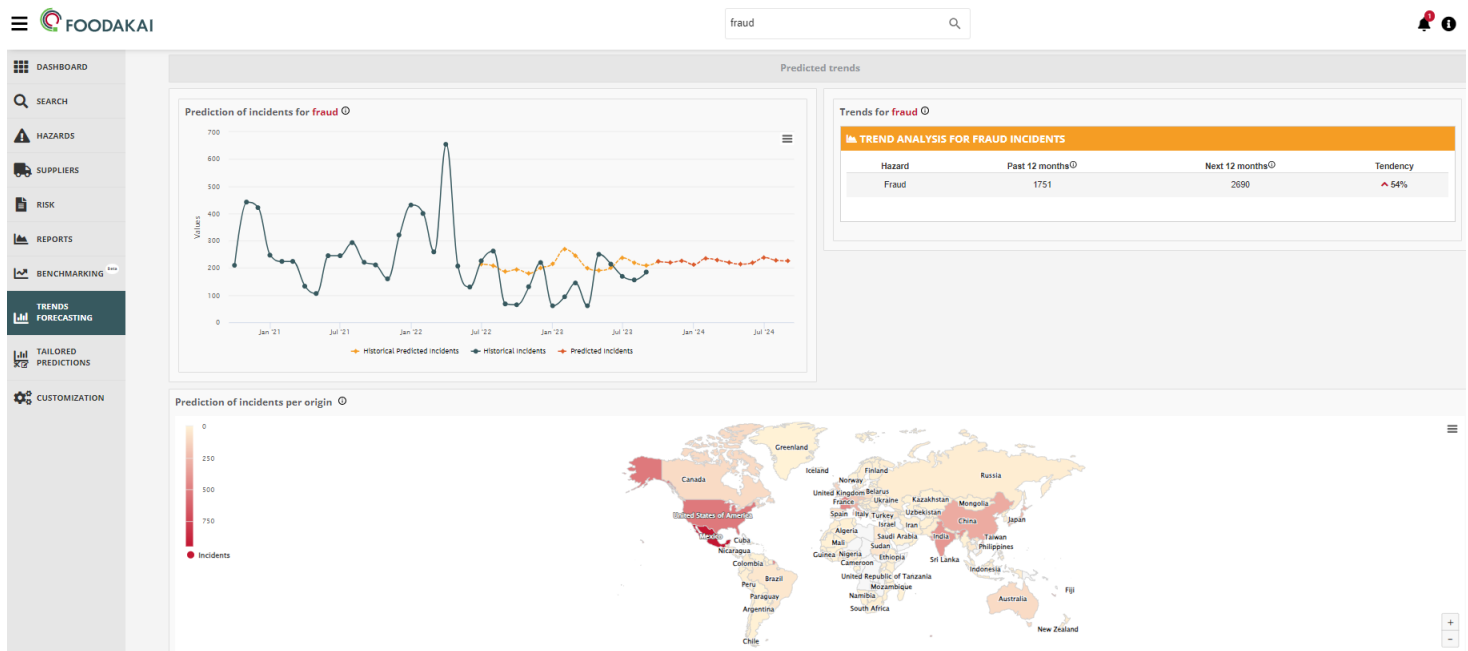 FOODAKAI
fraud
1
DASHBOARD
SEARCH
HAZARDS
SUPPLIERS
RISK
REPORTS
BENCHMARKING Beta
TRENDS
FORECASTING
TAILORED
PREDICTIONS
CUSTOMIZATION
Predicted trends
Prediction of incidents for fraud
700
600
500
400
300
200
100
0
Values
Jan '21
Jul '21
Jan '22
Jul '22
Jan '23
Jul '23
Jan '24
Jul '24
Historical Predicted Incidents
Historical Incidents
Predicted Incidents
Trends for fraud
TREND ANALYSIS FOR FRAUD INCIDENTS
Hazard Past 12 months Next 12 months Tendency
Fraud 1751 2690 54%
Prediction of incidents per origin
0
250
500
750
Incidents
Greenland
Iceland
Finland
Norway
Russia
Canada
United Kingdom
Belarus
France
Ukraine
Kazakhstan
Mongolia
Spain
Italy
Turkey
Uzbekistan
United States of America
Israel
Iran
China
Japan
Algeria
Mexico
Cuba
Mali
Saudi Arabia
India
Taiwan
Nicaragua
Sudan
Philippines
Guinea
Nigeria
Ethiopia
Sri Lanka
Colombia
Cameroon
Indonesia
Brazil
United Republic of Tanzania
Peru
Mozambique
Fiji
Paraguay
Namibia
Australia
Argentina
South Africa
New Zealand
Chile
+
−